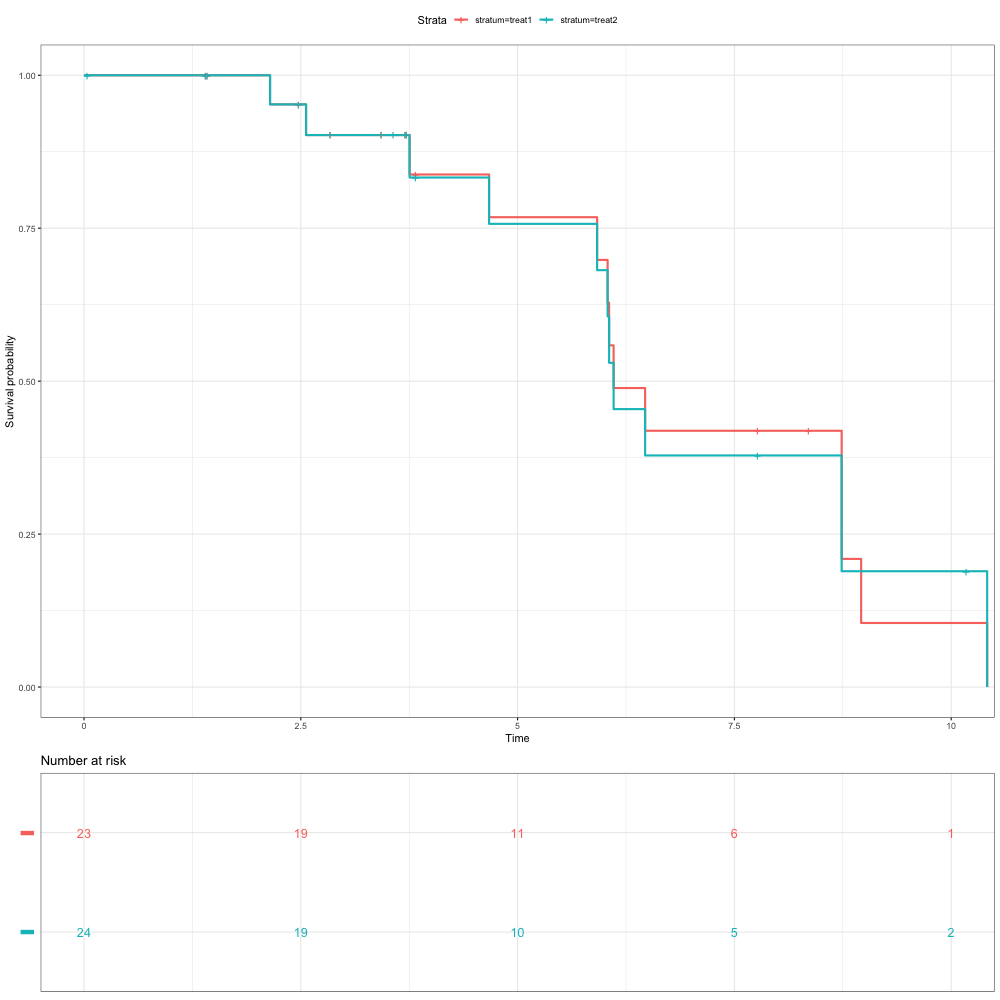 Strata stratum=treat1 stratum=treat2
Survival probability
1.00
0.75
0.50
0.25
0.00
0 2.5 5 7.5 10
Time
Number at risk
23 19 11 6 1
24 19 10 5 2